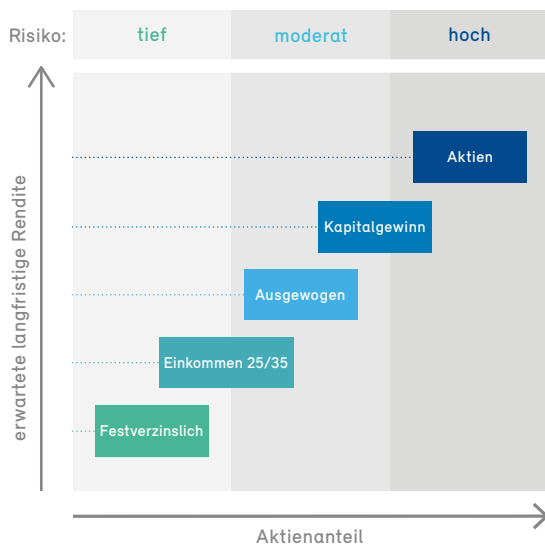 Risiko: tief moderat hoch
erwartete langfristige Rendite
Aktien
Kapitalgewinn
Ausgewogen
Einkommen 25/35
Festverzinslich
Aktienanteil